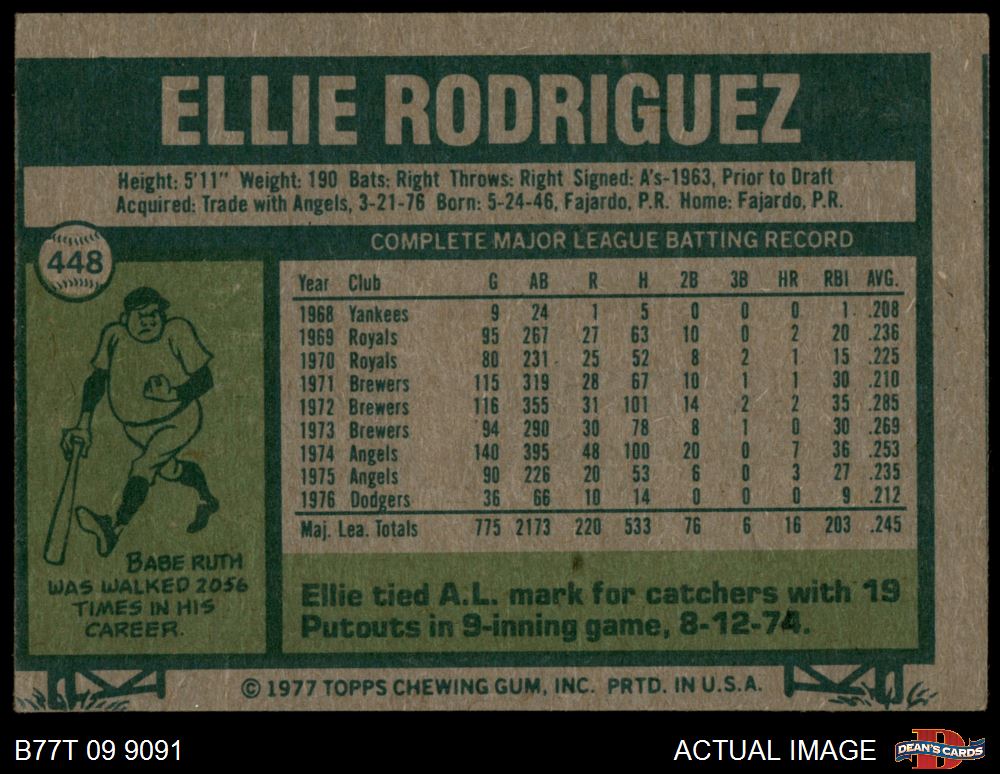 ELLIE RODRIGUEZ
Height: 5'11" Weight: 190 Bats: Right Throws: Right Signed: A's-1963, Prior to Draft
Acquired: Trade with Angels, 3-21-76 Born: 5-24-46, Fajardo, P.R. Home: Fajardo, P.R.
448
COMPLETE MAJOR LEAGUE BATTING RECORD
Year Club G AB R H 2B 3B HR RBI AVG.
1968 Yankees 9 24 1 5 0 0 0 1 .208
1969 Royals 95 267 27 63 10 0 2 20 .236
1970 Royals 80 231 25 52 8 2 1 15 .225
1971 Brewers 115 319 28 67 10 1 1 30 .210
1972 Brewers 116 355 31 101 14 2 2 35 .285
1973 Brewers 94 290 30 78 8 1 0 30 .269
1974 Angels 140 395 48 100 20 0 7 36 .253
1975 Angels 90 226 20 53 6 0 3 27 .235
1976 Dodgers 36 66 10 14 0 0 0 9 .212
Maj. Lea. Totals 775 2173 220 533 76 6 16 203 .245
BABE RUTH
WAS WALKED 2056
TIMES IN HIS
CAREER.
Ellie tied A.L. mark for catchers with 19
Putouts in 9-inning game, 8-12-74.
© 1977 TOPPS CHEWING GUM, INC. PRTD. IN U.S.A.
B77T 09 9091
ACTUAL IMAGE
DEAN'S CARDS